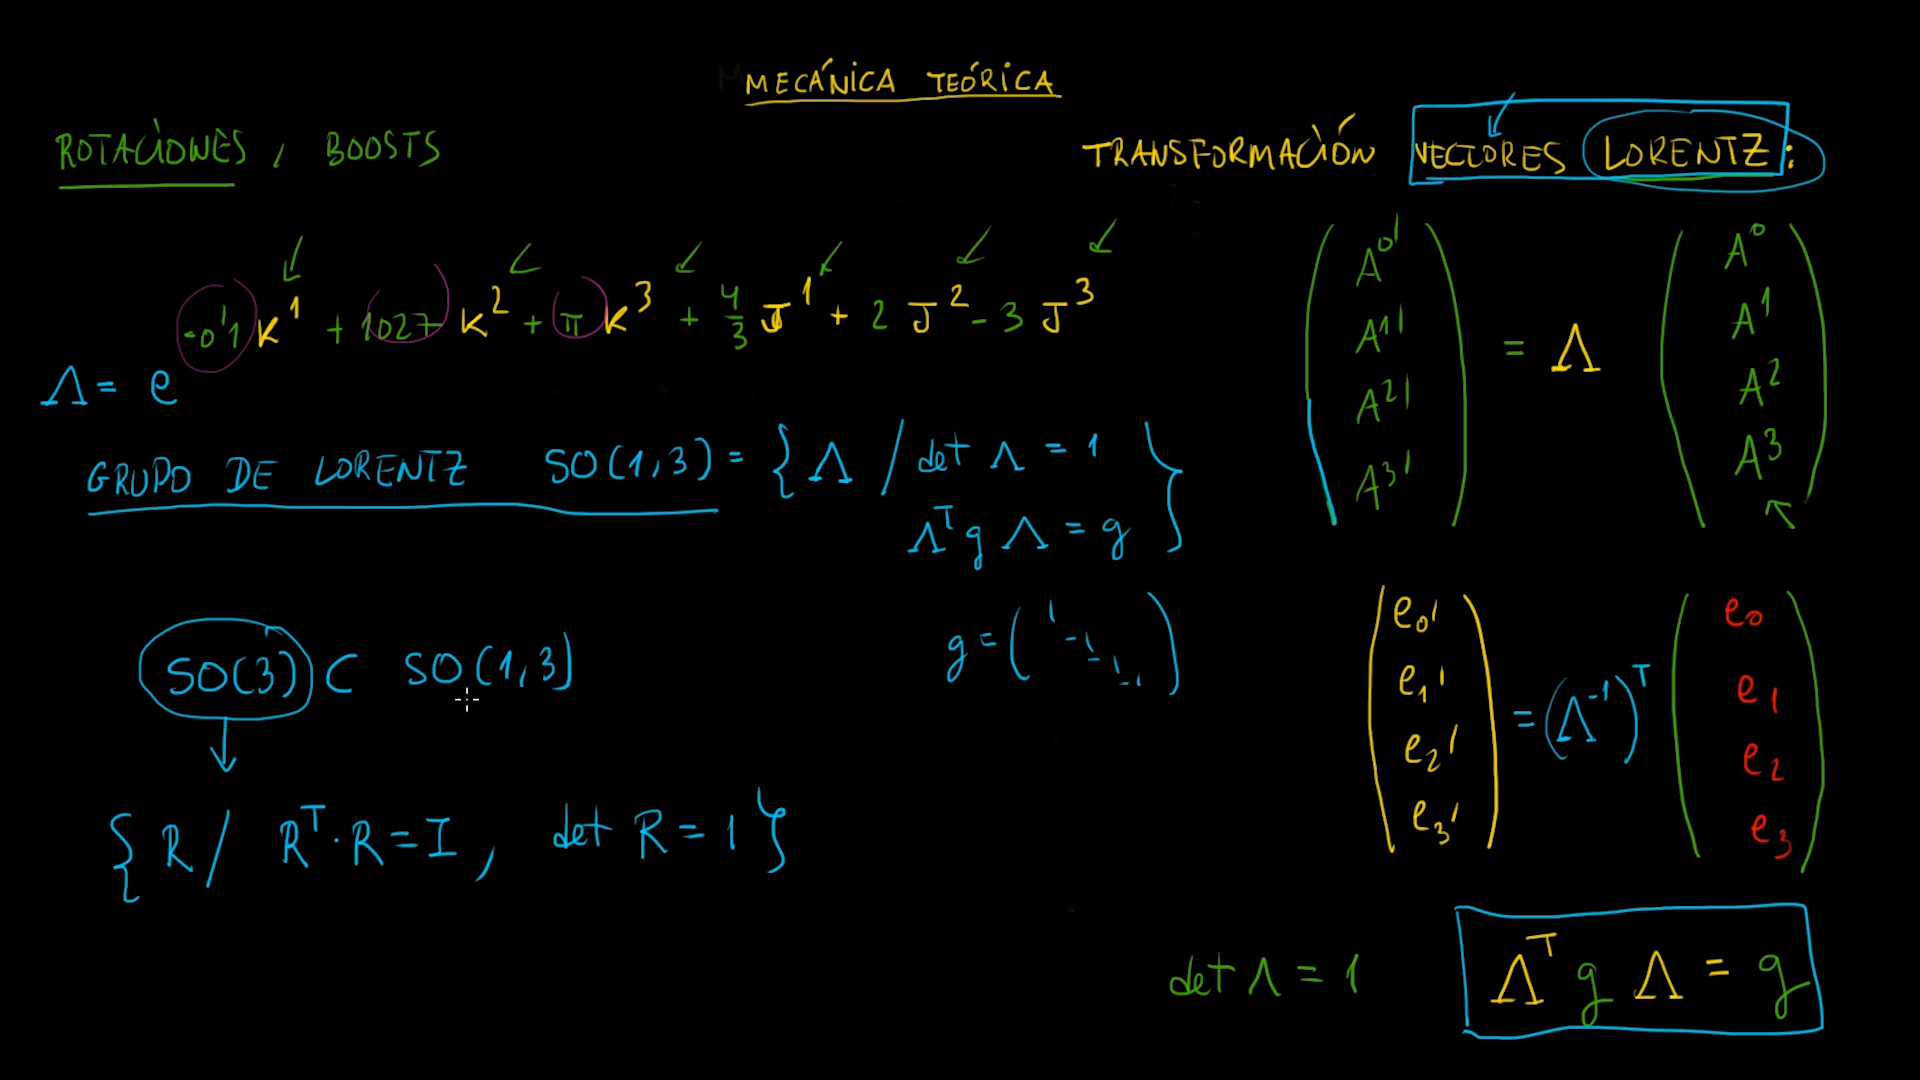 MECÁNICA TEÓRICA
ROTACIONES, BOOSTS
-0'1 K¹ + 1027 K² + π K³ + 4/3 J¹ + 2 J² - 3 J³
Λ = e
GRUPO DE LORENTZ SO(1,3) = { Λ / det Λ = 1
Λᵀ g Λ = g }
g = ( 1 -1 -1 -1 )
SO(3) ⊂ SO(1,3)
{ R / Rᵀ · R = I , det R = 1 }
TRANSFORMACIÓN VECTORES LORENTZ:
A⁰' A⁰
A¹' A¹
= Λ
A²' A²
A³' A³
e₀' e₀
e₁' e₁
= (Λ⁻¹)ᵀ
e₂' e₂
e₃' e₃
det Λ = 1
Λᵀ g Λ = g